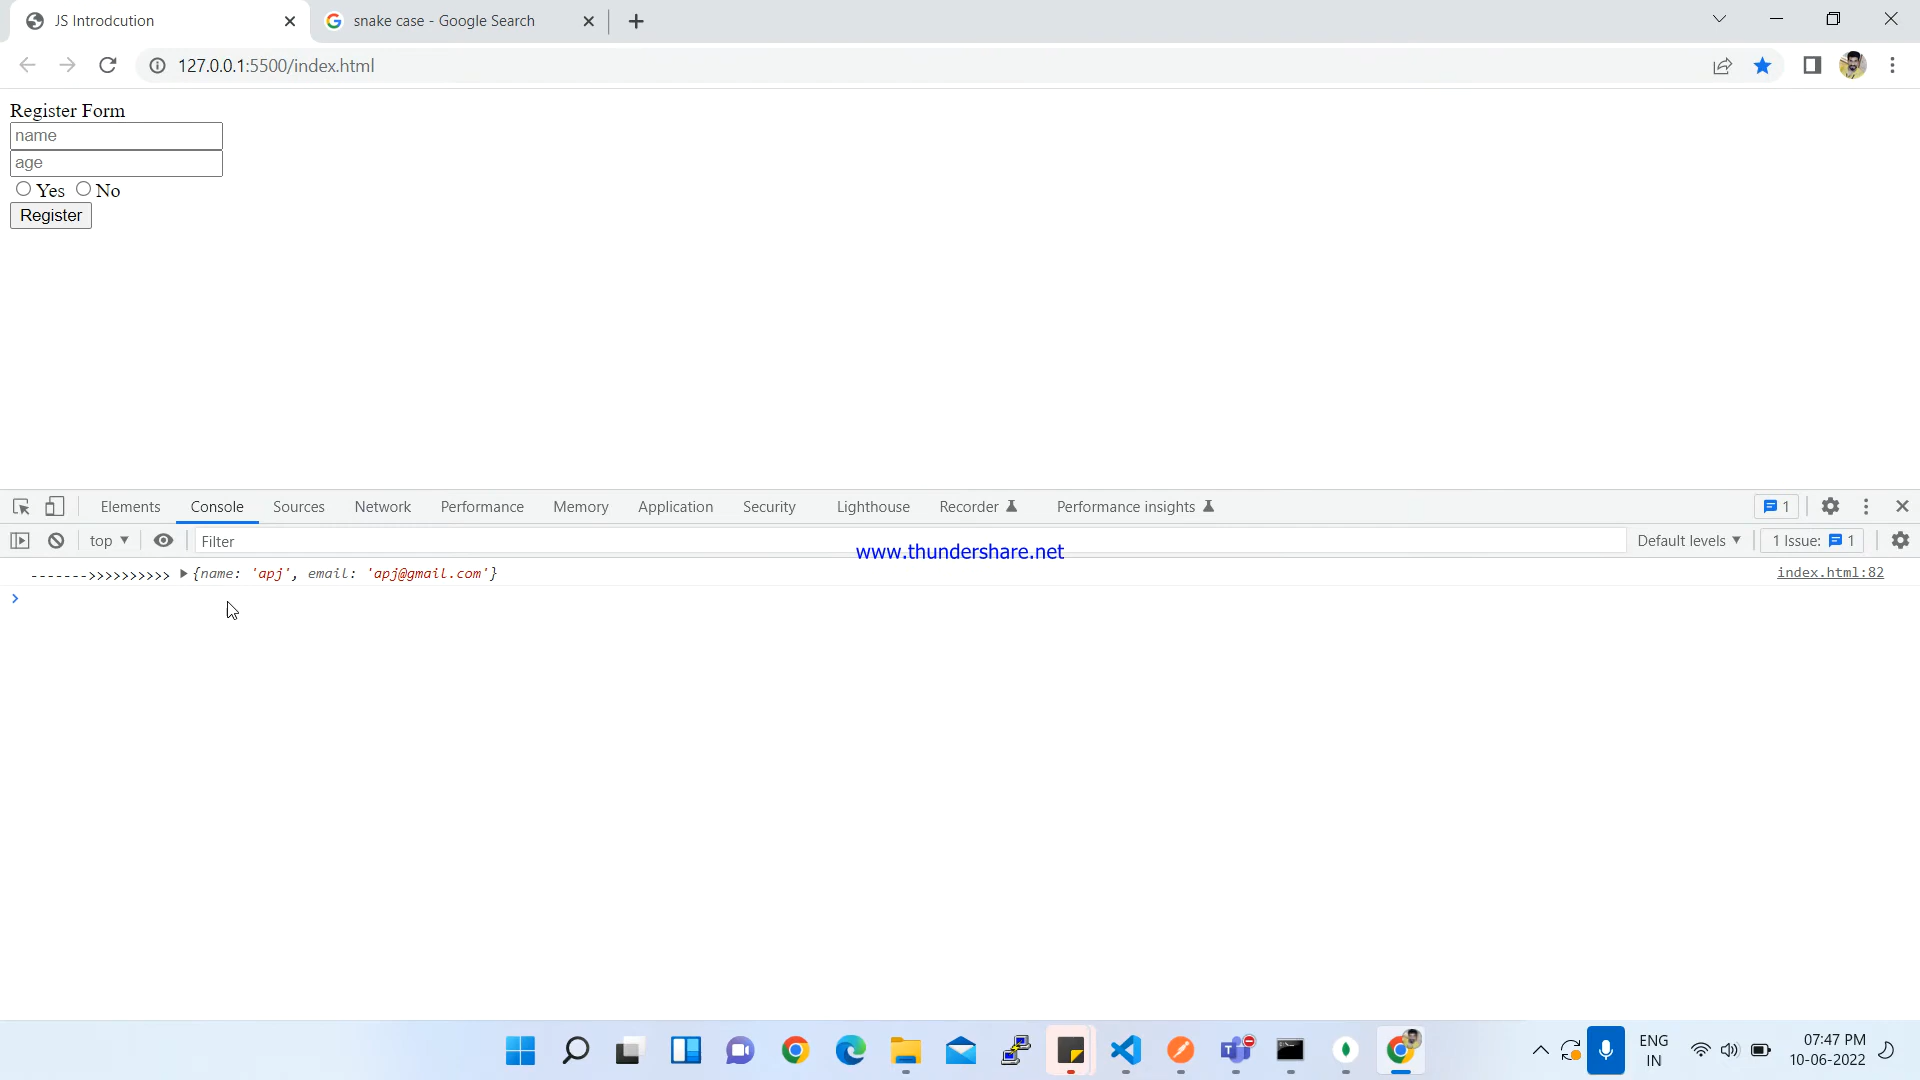 JS Introdcution
snake case - Google Search
127.0.0.1:5500/index.html
Register Form
name
age
Yes No
Register
Elements Console Sources Network Performance Memory Application Security Lighthouse Recorder Performance insights 1
top Filter Default levels 1 Issue: 1
www.thundershare.net
------->>>>>>>>>> {name: 'apj', email: 'apj@gmail.com'} index.html:82
ENG
IN
07:47 PM
10-06-2022